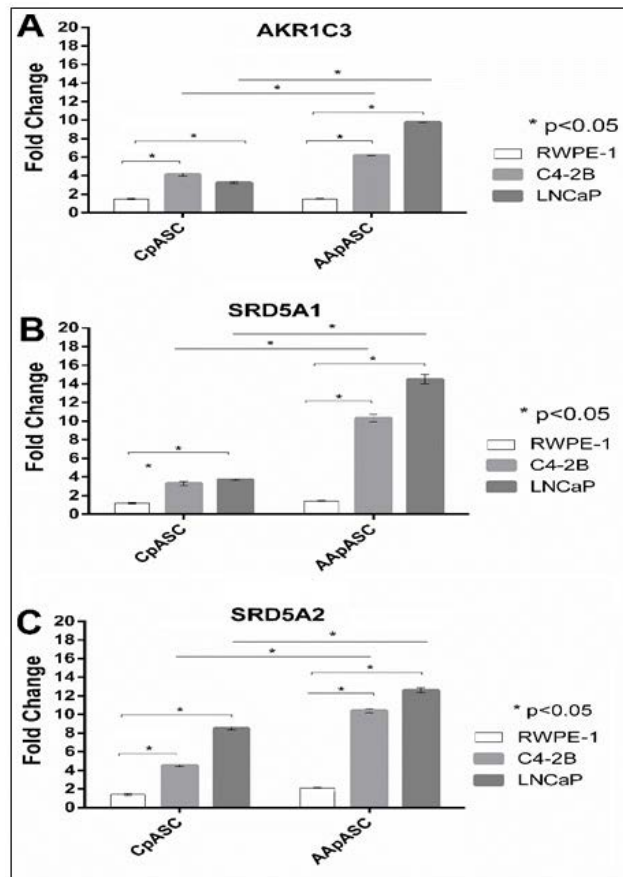 A
AKR1C3
Fold Change
20
18
16
14
12
10
8
6
4
2
0
*
*
*
*
*
*
* p<0.05
RWPE-1
C4-2B
LNCaP
CpASC
AApASC
B
SRD5A1
Fold Change
20
18
16
14
12
10
8
6
4
2
0
*
*
*
*
*
*
* p<0.05
RWPE-1
C4-2B
LNCaP
CpASC
AApASC
C
SRD5A2
Fold Change
20
18
16
14
12
10
8
6
4
2
0
*
*
*
*
*
*
* p<0.05
RWPE-1
C4-2B
LNCaP
CpASC
AApASC